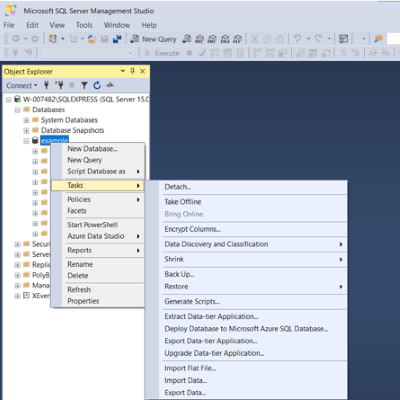 Microsoft SQL Server Management Studio
File Edit View Tools Window Help
New Query
Execute
Object Explorer
Connect
W-007482\SQLEXPRESS (SQL Server 15.0
Databases
System Databases
Database Snapshots
example
New Database...
New Query
Script Database as
Tasks
Policies
Facets
Start PowerShell
Azure Data Studio
Reports
Rename
Delete
Refresh
Properties
Detach...
Take Offline
Bring Online
Encrypt Columns...
Data Discovery and Classification
Shrink
Back Up...
Restore
Generate Scripts...
Extract Data-tier Application...
Deploy Database to Microsoft Azure SQL Database...
Export Data-tier Application...
Upgrade Data-tier Application...
Import Flat File...
Import Data...
Export Data...
Securi
Server
Replic
PolyB
Mana
XEven